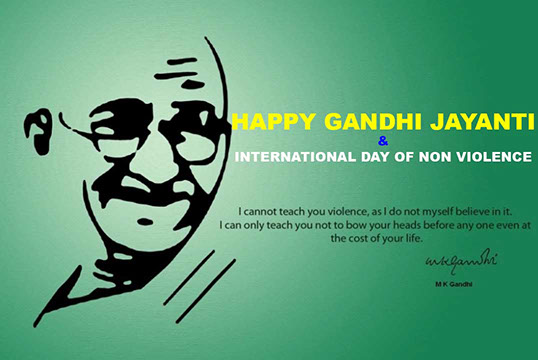 HAPPY GANDHI JAYANTI
&
INTERNATIONAL DAY OF NON VIOLENCE
I cannot teach you violence, as I do not myself believe in it.
I can only teach you not to bow your heads before any one even at
the cost of your life.
mkgandhi
M K Gandhi